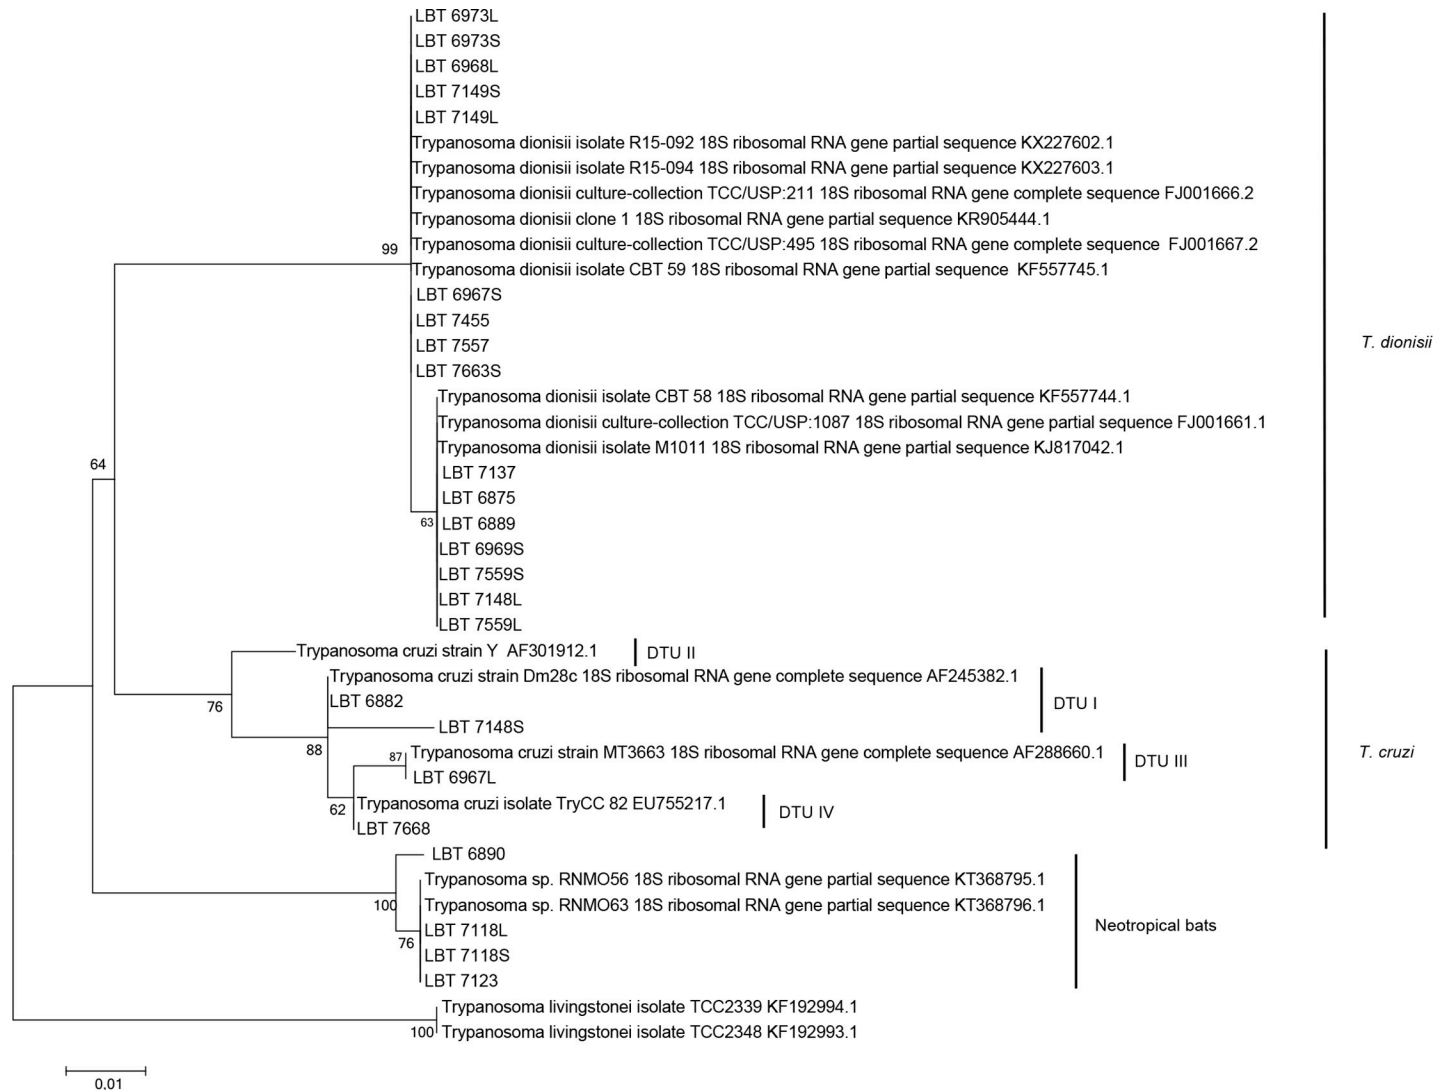 LBT 6973L
LBT 6973S
LBT 6968L
LBT 7149S
LBT 7149L
Trypanosoma dionisii isolate R15-092 18S ribosomal RNA gene partial sequence KX227602.1
Trypanosoma dionisii isolate R15-094 18S ribosomal RNA gene partial sequence KX227603.1
Trypanosoma dionisii culture-collection TCC/USP:211 18S ribosomal RNA gene complete sequence FJ001666.2
Trypanosoma dionisii clone 1 18S ribosomal RNA gene partial sequence KR905444.1
99
Trypanosoma dionisii culture-collection TCC/USP:495 18S ribosomal RNA gene complete sequence FJ001667.2
Trypanosoma dionisii isolate CBT 59 18S ribosomal RNA gene partial sequence KF557745.1
LBT 6967S
LBT 7455
LBT 7557
T. dionisii
LBT 7663S
Trypanosoma dionisii isolate CBT 58 18S ribosomal RNA gene partial sequence KF557744.1
Trypanosoma dionisii culture-collection TCC/USP:1087 18S ribosomal RNA gene partial sequence FJ001661.1
Trypanosoma dionisii isolate M1011 18S ribosomal RNA gene partial sequence KJ817042.1
64
LBT 7137
LBT 6875
63
LBT 6889
LBT 6969S
LBT 7559S
LBT 7148L
LBT 7559L
Trypanosoma cruzi strain Y AF301912.1
DTU II
Trypanosoma cruzi strain Dm28c 18S ribosomal RNA gene complete sequence AF245382.1
LBT 6882
DTU I
76
LBT 7148S
88
87
Trypanosoma cruzi strain MT3663 18S ribosomal RNA gene complete sequence AF288660.1
DTU III
T. cruzi
LBT 6967L
62
Trypanosoma cruzi isolate TryCC 82 EU755217.1
DTU IV
LBT 7668
LBT 6890
Trypanosoma sp. RNMO56 18S ribosomal RNA gene partial sequence KT368795.1
100
Trypanosoma sp. RNMO63 18S ribosomal RNA gene partial sequence KT368796.1
Neotropical bats
LBT 7118L
76
LBT 7118S
LBT 7123
Trypanosoma livingstonei isolate TCC2339 KF192994.1
100
Trypanosoma livingstonei isolate TCC2348 KF192993.1
0,01